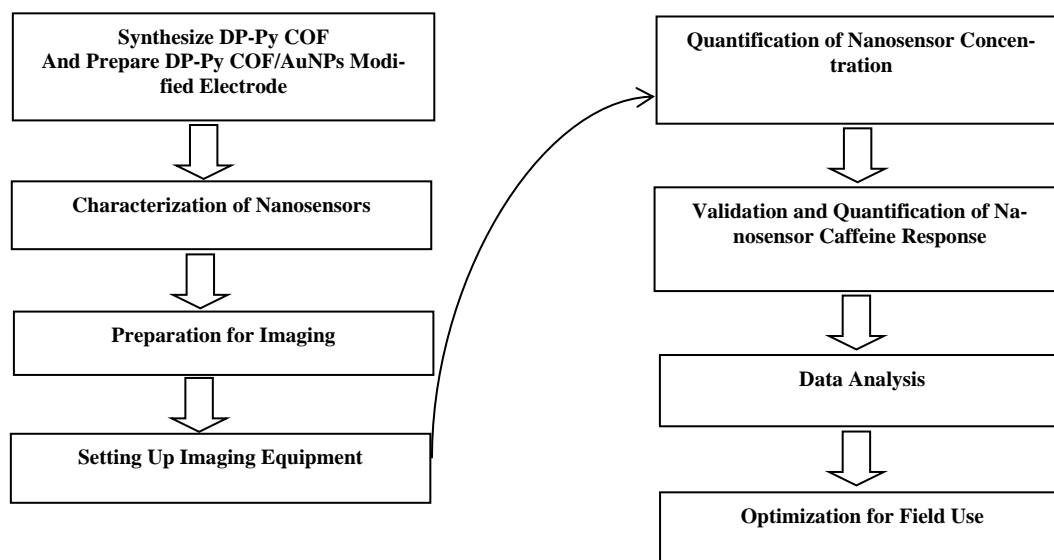 Synthesize DP-Py COF
And Prepare DP-Py COF/AuNPs Modi-
fied Electrode
Characterization of Nanosensors
Preparation for Imaging
Setting Up Imaging Equipment
Quantification of Nanosensor Concen-
tration
Validation and Quantification of Na-
nosensor Caffeine Response
Data Analysis
Optimization for Field Use